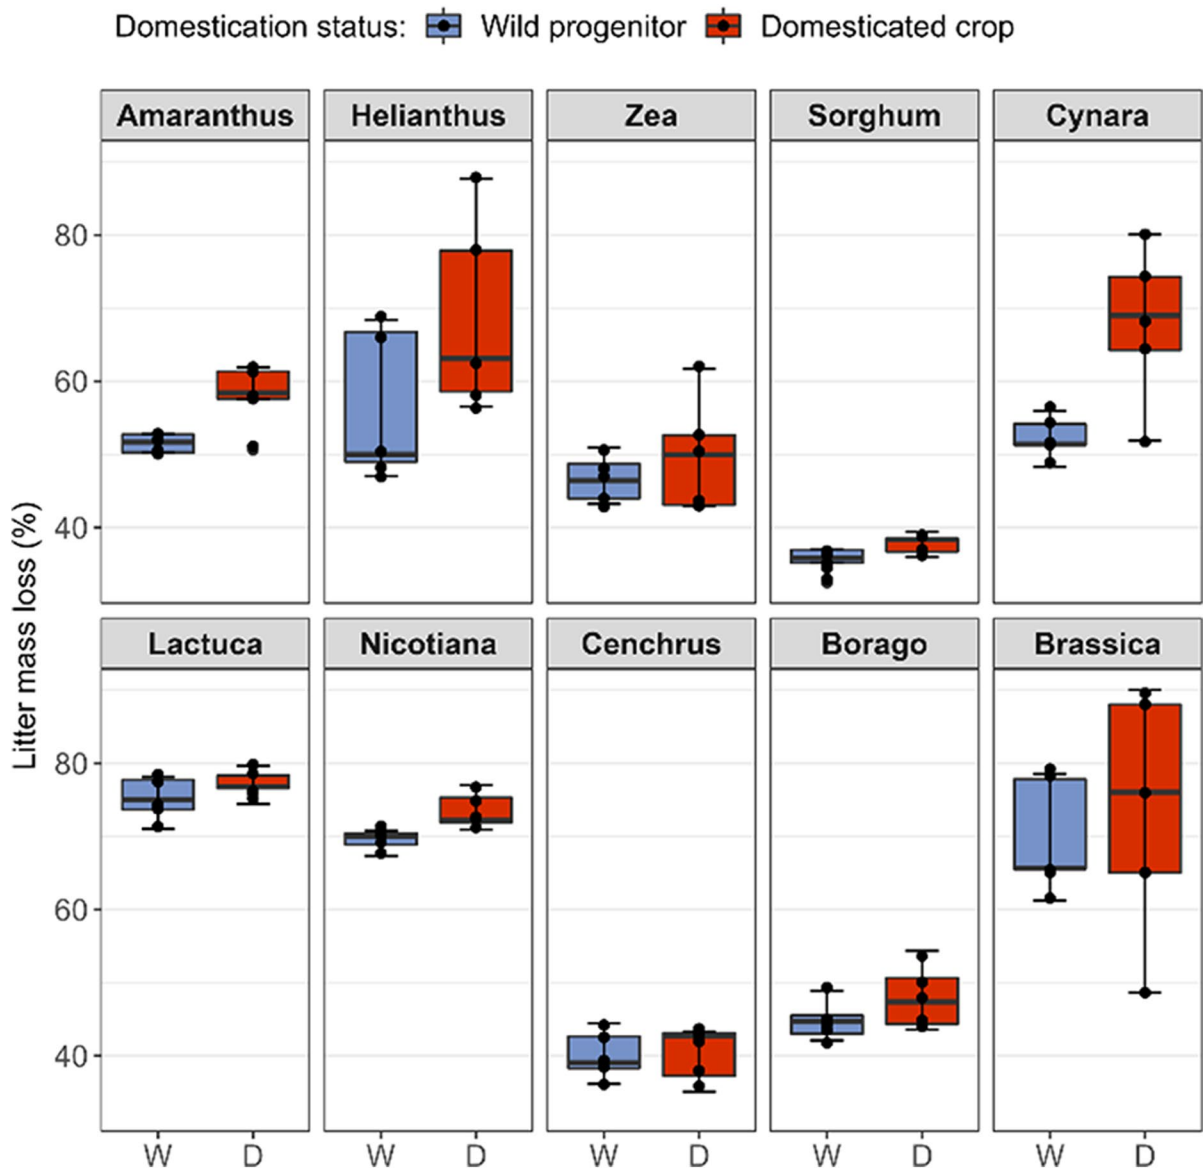 Domestication status: Wild progenitor Domesticated crop
Amaranthus Helianthus Zea Sorghum Cynara
80
60
40
Litter mass loss (%)
Lactuca Nicotiana Cenchrus Borago Brassica
80
60
40
W D W D W D W D W D